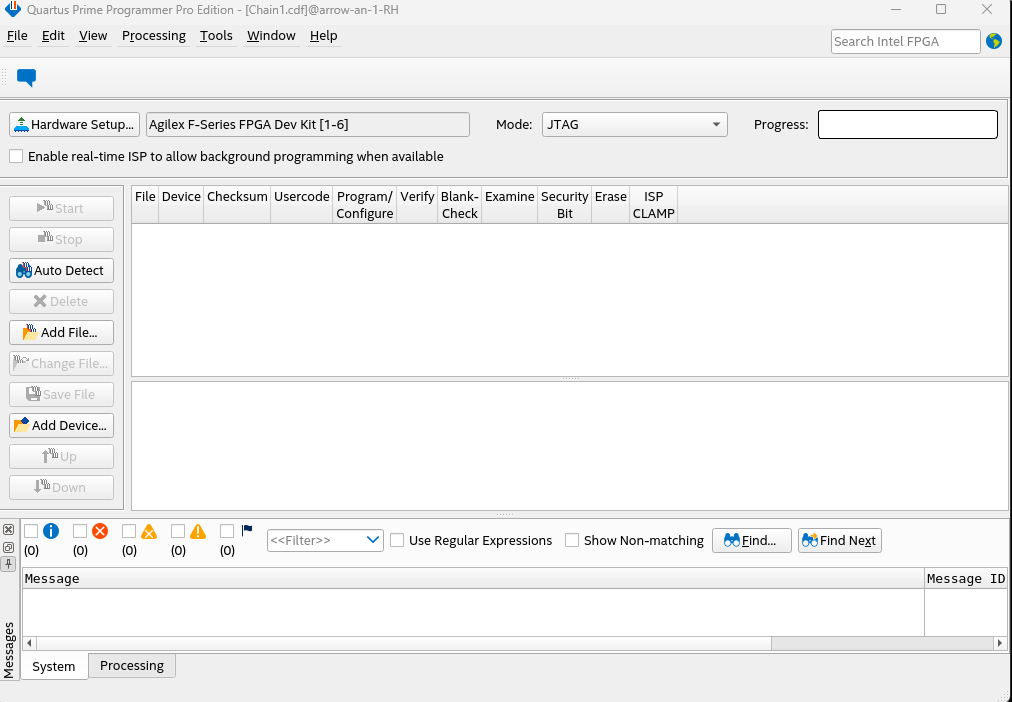 Quartus Prime Programmer Pro Edition - [Chain1.cdf]@arrow-an-1-RH
File Edit View Processing Tools Window Help
Search Intel FPGA
Hardware Setup... Agilex F-Series FPGA Dev Kit [1-6] Mode: JTAG Progress:
Enable real-time ISP to allow background programming when available
Start
Stop
Auto Detect
Delete
Add File...
Change File...
Save File
Add Device...
Up
Down
File Device Checksum Usercode Program/ Verify Blank- Examine Security Erase ISP
Configure Check Bit CLAMP
(0) (0) (0) (0) (0) <<Filter>> Use Regular Expressions Show Non-matching Find... Find Next
Message Message ID
Messages
System Processing